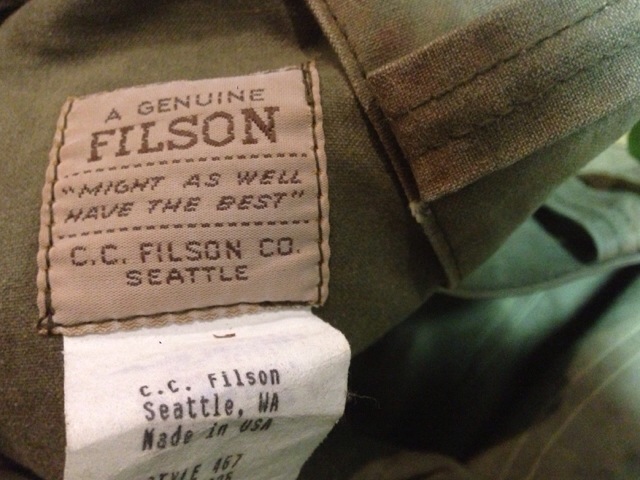 A GENUINE
FILSON
"MIGHT AS WELL
HAVE THE BEST"
C.C. FILSON CO.
SEATTLE
C.C. Filson
Seattle, WA
Made in USA
STYLE 467